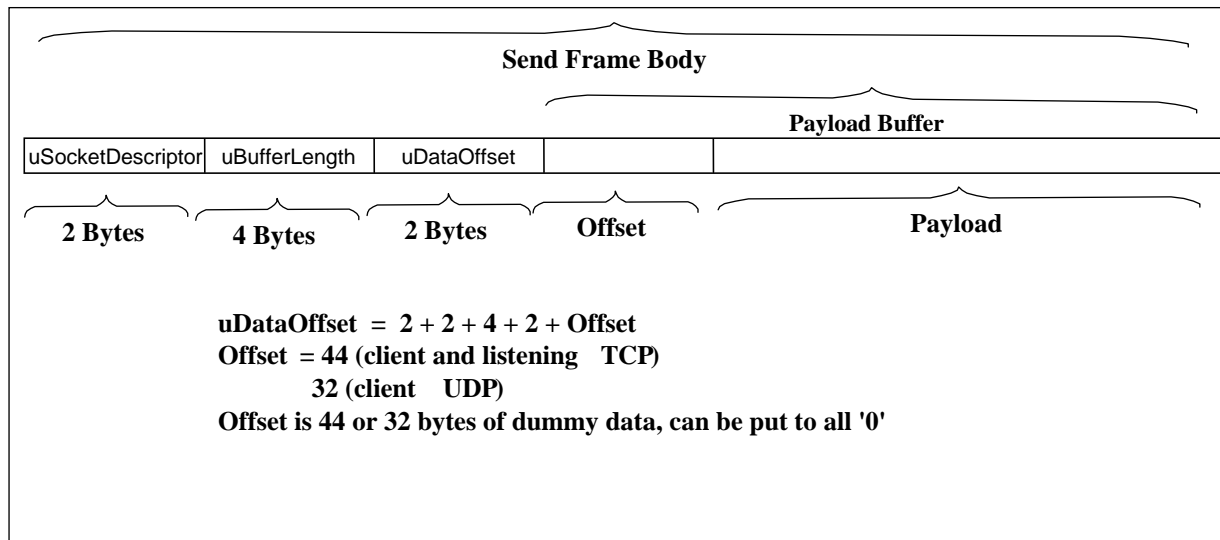 Send Frame Body
Payload Buffer
uSocketDescriptor uBufferLength uDataOffset
2 Bytes 4 Bytes 2 Bytes Offset Payload
uDataOffset = 2 + 2 + 4 + 2 + Offset
Offset = 44 (client and listening TCP)
32 (client UDP)
Offset is 44 or 32 bytes of dummy data, can be put to all '0'